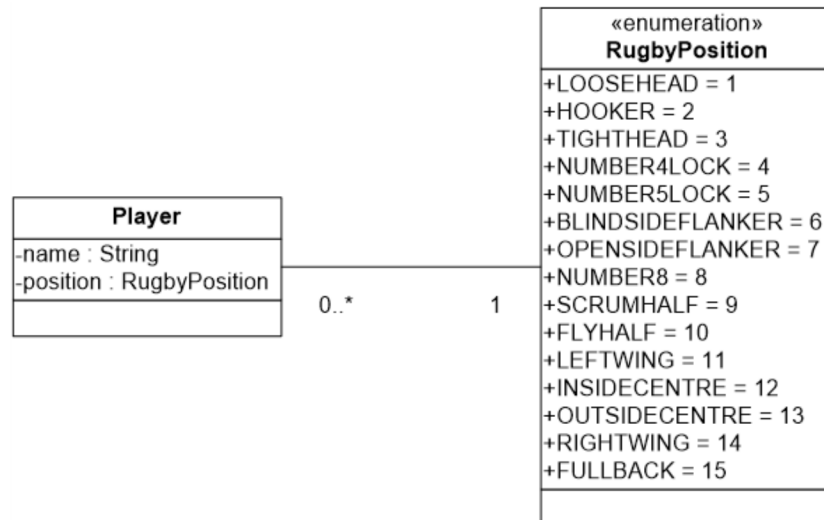 «enumeration»
RugbyPosition
+LOOSEHEAD = 1
+HOOKER = 2
+TIGHTHEAD = 3
+NUMBER4LOCK = 4
+NUMBER5LOCK = 5
+BLINDSIDEFLANKER = 6
+OPENSIDEFLANKER = 7
+NUMBER8 = 8
+SCRUMHALF = 9
+FLYHALF = 10
+LEFTWING = 11
+INSIDECENTRE = 12
+OUTSIDECENTRE = 13
+RIGHTWING = 14
+FULLBACK = 15
Player
-name : String
-position : RugbyPosition
0..*
1